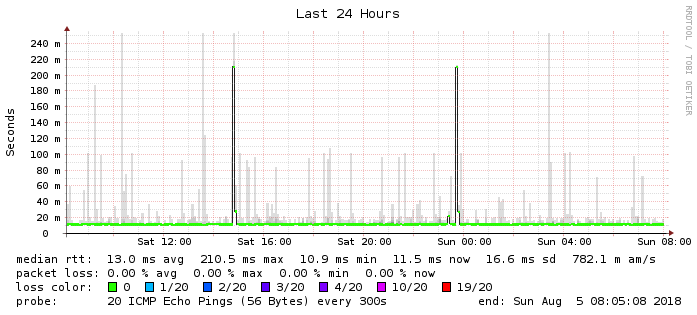 Last 24 Hours
RRDTOOL / TOBI OETIKER
Seconds
240 m
220 m
200 m
180 m
160 m
140 m
120 m
100 m
80 m
60 m
40 m
20 m
0
Sat 12:00 Sat 16:00 Sat 20:00 Sun 00:00 Sun 04:00 Sun 08:00
median rtt: 13.0 ms avg 210.5 ms max 10.9 ms min 11.5 ms now 16.6 ms sd 782.1 m am/s
packet loss: 0.00 % avg 0.00 % max 0.00 % min 0.00 % now
loss color: 0 1/20 2/20 3/20 4/20 10/20 19/20
probe: 20 ICMP Echo Pings (56 Bytes) every 300s end: Sun Aug 5 08:05:08 2018